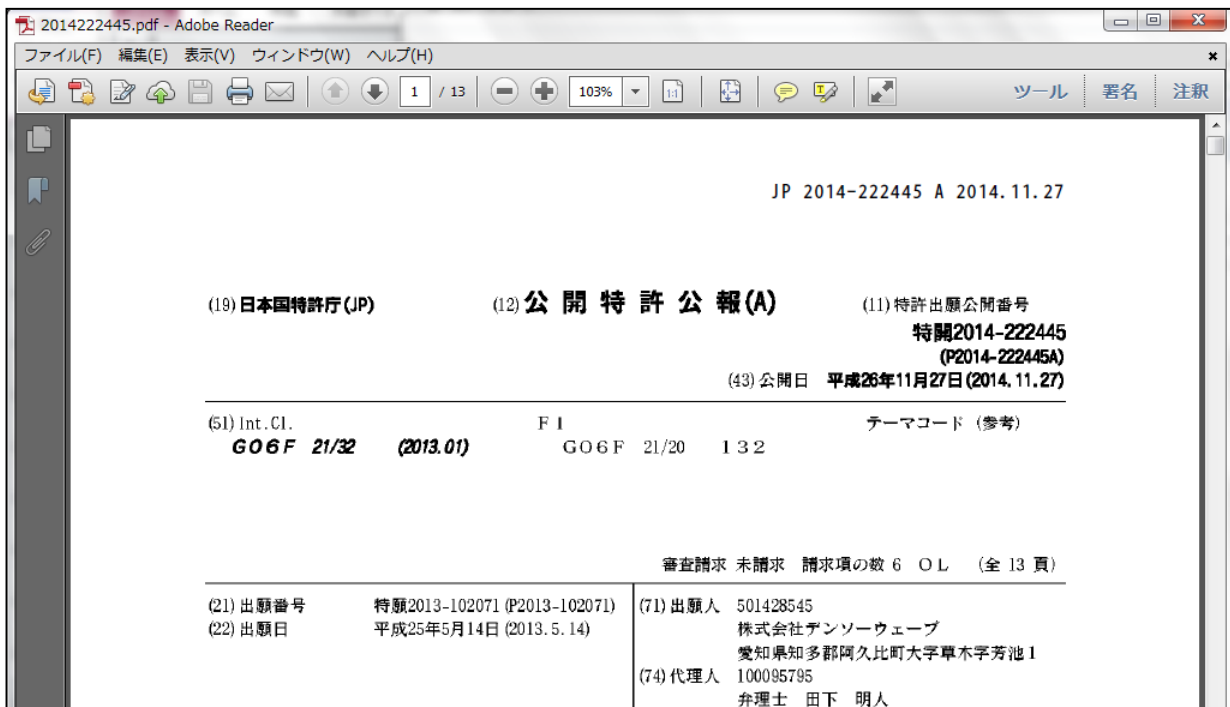 2014222445.pdf - Adobe Reader
ファイル(F) 編集(E) 表示(V) ウィンドウ(W) ヘルプ(H)
1 / 13 103% ツール 署名 注釈
JP 2014-222445 A 2014.11.27
(19)日本国特許庁(JP) (12)公開特許公報(A) (11)特許出願公開番号
特開2014-222445
(P2014-222445A)
(43)公開日 平成26年11月27日(2014.11.27)
(51)Int.Cl. F I テーマコード(参考)
G06F 21/32 (2013.01) G06F 21/20 132
審査請求 未請求 請求項の数 6 OL (全 13 頁)
(21)出願番号 特願2013-102071(P2013-102071)
(22)出願日 平成25年5月14日(2013.5.14)
(71)出願人 501428545
株式会社デンソーウェーブ
愛知県知多郡阿久比町大字草木字芳池1
(74)代理人 100095795
弁理士 田下 明人